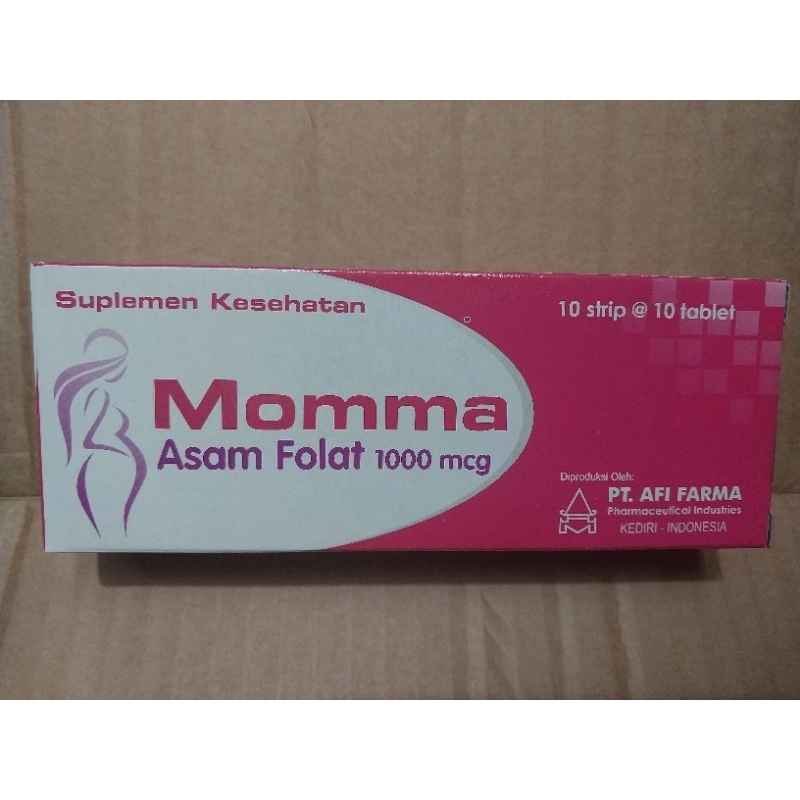 Suplemen Kesehatan
10 strip @ 10 tablet
Momma
Asam Folat 1000 mcg
Diproduksi Oleh:
PT. AFI FARMA
Pharmaceutical Industries
KEDIRI - INDONESIA